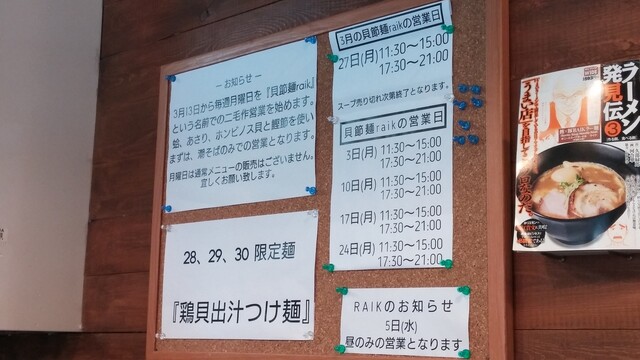 ーお知らせー
3月13日から毎週月曜日を『貝節麺raik』
という名前での二毛作営業を始めます。
蛤、あさり、ホンビノス貝と鰹節を使い
まずは、潮そばのみでの営業となります。
月曜日は通常メニューの販売はございません。
宜しくお願い致します。
28、29、30 限定麺
『鶏貝出汁つけ麺』
3月の貝節麺raikの営業日
27日(月) 11:30～15:00
17:30～21:00
スープ売り切れ次第終了となります。
貝節麺raikの営業日
3日(月) 11:30～15:00
17:30～21:00
10日(月) 11:30～15:00
17:30～21:00
17日(月) 11:30～15:00
17:30～21:00
24日(月) 11:30～15:00
17:30～21:00
RAIKのお知らせ
5日(水)
昼のみの営業となります
ラーメン
発見伝
3